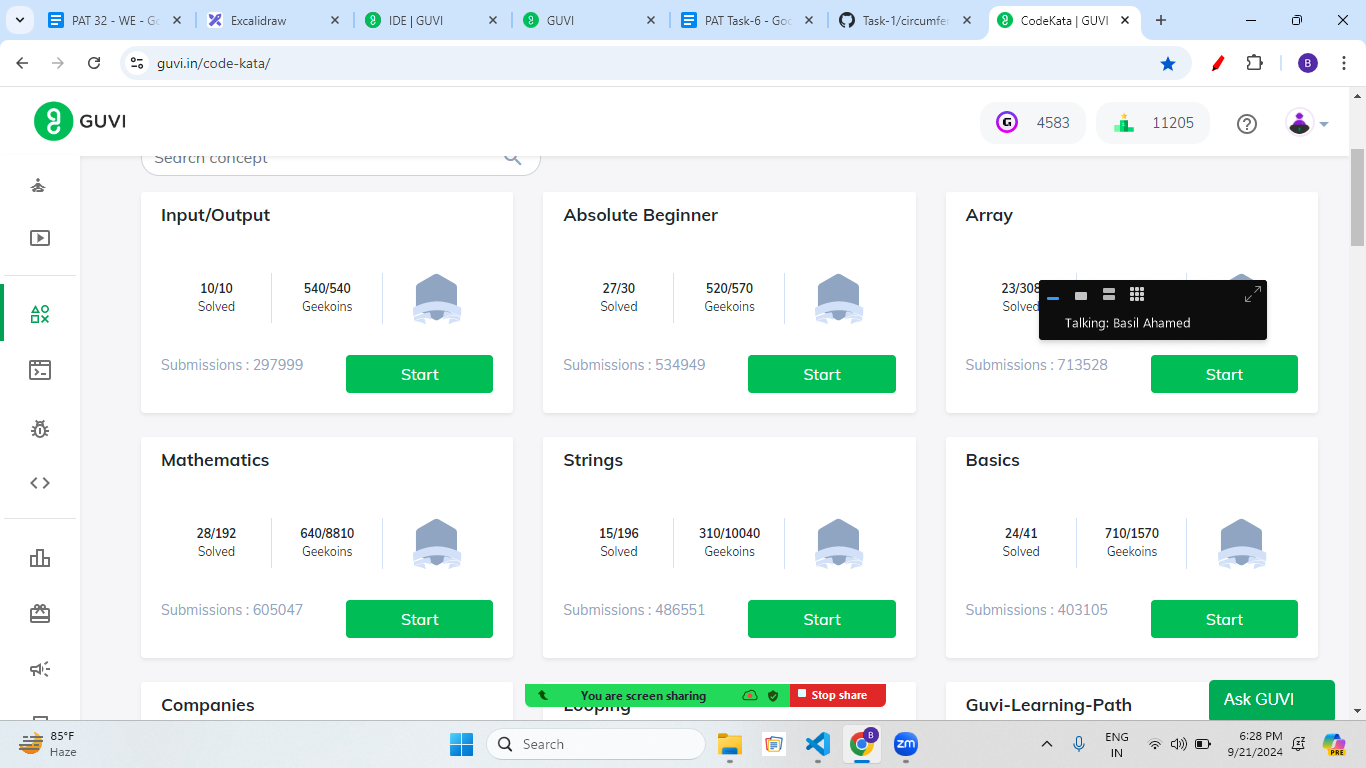 PAT 32 - WE - Go
Excalidraw
IDE | GUVI
GUVI
PAT Task-6 - Goo
Task-1/circumfer
CodeKata | GUVI
guvi.in/code-kata/
B
GUVI
G 4583
11205
Search concept
Input/Output
10/10
Solved
540/540
Geekoins
Submissions : 297999
Start
Absolute Beginner
27/30
Solved
520/570
Geekoins
Submissions : 534949
Start
Array
23/308
Solved
Talking: Basil Ahamed
Submissions : 713528
Start
Mathematics
28/192
Solved
640/8810
Geekoins
Submissions : 605047
Start
Strings
15/196
Solved
310/10040
Geekoins
Submissions : 486551
Start
Basics
24/41
Solved
710/1570
Geekoins
Submissions : 403105
Start
Companies
Looping
Guvi-Learning-Path
You are screen sharing
Stop share
Ask GUVI
85°F
Haze
Search
B
zm
ENG
IN
6:28 PM
9/21/2024
PRE